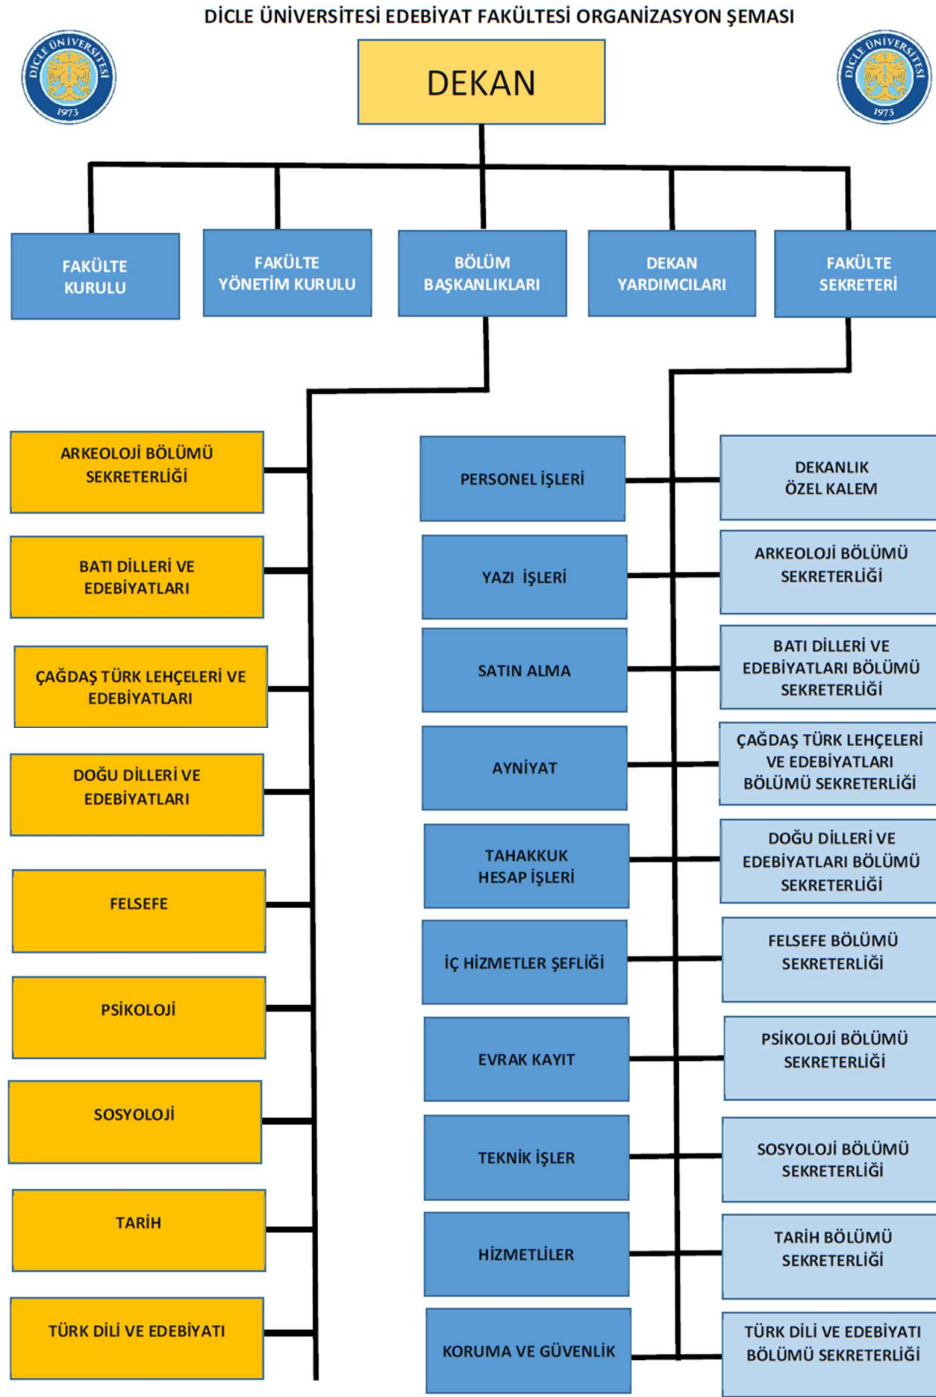 DİCLE ÜNİVERSİTESİ EDEBİYAT FAKÜLTESİ ORGANİZASYON ŞEMASI
DİCLE ÜNİVERSİTESİ
1973
DEKAN
DİCLE ÜNİVERSİTESİ
1973
FAKÜLTE
KURULU
FAKÜLTE
YÖNETİM KURULU
BÖLÜM
BAŞKANLIKLARI
DEKAN
YARDIMCILARI
FAKÜLTE
SEKRETERİ
ARKEOLOJİ BÖLÜMÜ
SEKRETERLİĞİ
BATI DİLLERİ VE
EDEBİYATLARI
ÇAĞDAŞ TÜRK LEHÇELERİ VE
EDEBİYATLARI
DOĞU DİLLERİ VE
EDEBİYATLARI
FELSEFE
PSİKOLOJİ
SOSYOLOJİ
TARİH
TÜRK DİLİ VE EDEBİYATI
PERSONEL İŞLERİ
YAZI İŞLERİ
SATIN ALMA
AYNİYAT
TAHAKKUK
HESAP İŞLERİ
İÇ HİZMETLER ŞEFLİĞİ
EVRAK KAYIT
TEKNİK İŞLER
HİZMETLİLER
KORUMA VE GÜVENLİK
DEKANLIK
ÖZEL KALEM
ARKEOLOJİ BÖLÜMÜ
SEKRETERLİĞİ
BATI DİLLERİ VE
EDEBİYATLARI BÖLÜMÜ
SEKRETERLİĞİ
ÇAĞDAŞ TÜRK LEHÇELERİ
VE EDEBİYATLARI
BÖLÜMÜ SEKRETERLİĞİ
DOĞU DİLLERİ VE
EDEBİYATLARI BÖLÜMÜ
SEKRETERLİĞİ
FELSEFE BÖLÜMÜ
SEKRETERLİĞİ
PSİKOLOJİ BÖLÜMÜ
SEKRETERLİĞİ
SOSYOLOJİ BÖLÜMÜ
SEKRETERLİĞİ
TARİH BÖLÜMÜ
SEKRETERLİĞİ
TÜRK DİLİ VE EDEBİYATI
BÖLÜMÜ SEKRETERLİĞİ